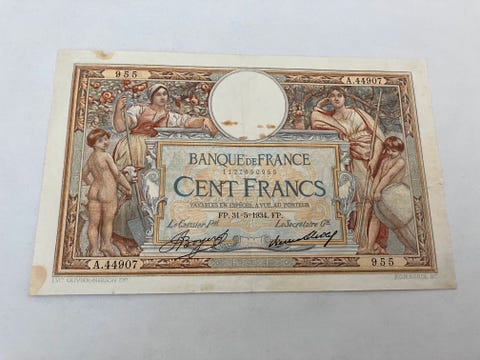 955
A.44907
BANQUE DE FRANCE
1122650955
CENT FRANCS
PAYABLES EN ESPÈCES, A VUE, AU PORTEUR
FP. 31-5-1934. FP.
Le Caissier Pal
Le Secrétaire Gal
A.44907
955